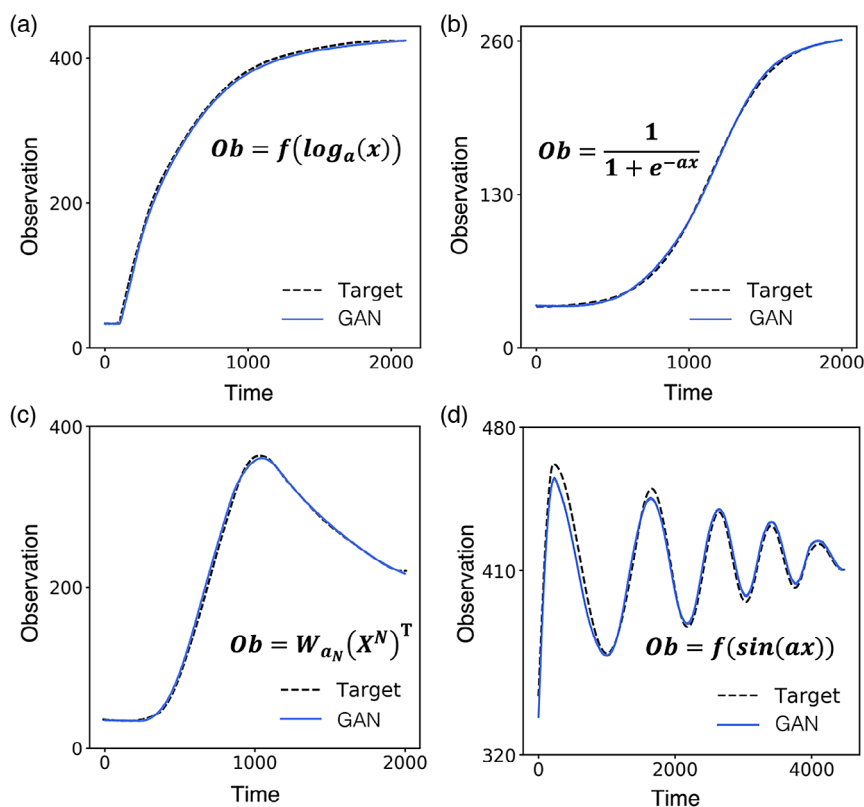 (a)
400
200
0
Observation
Ob = f(log_a(x))
Target
GAN
0 1000 2000
Time
(b)
260
130
0
Observation
Ob = 1 / (1 + e^{-ax})
Target
GAN
0 1000 2000
Time
(c)
400
200
0
Observation
Ob = W_{a_N}(X^N)^T
Target
GAN
0 1000 2000
Time
(d)
480
410
320
Observation
Ob = f(sin(ax))
Target
GAN
0 2000 4000
Time